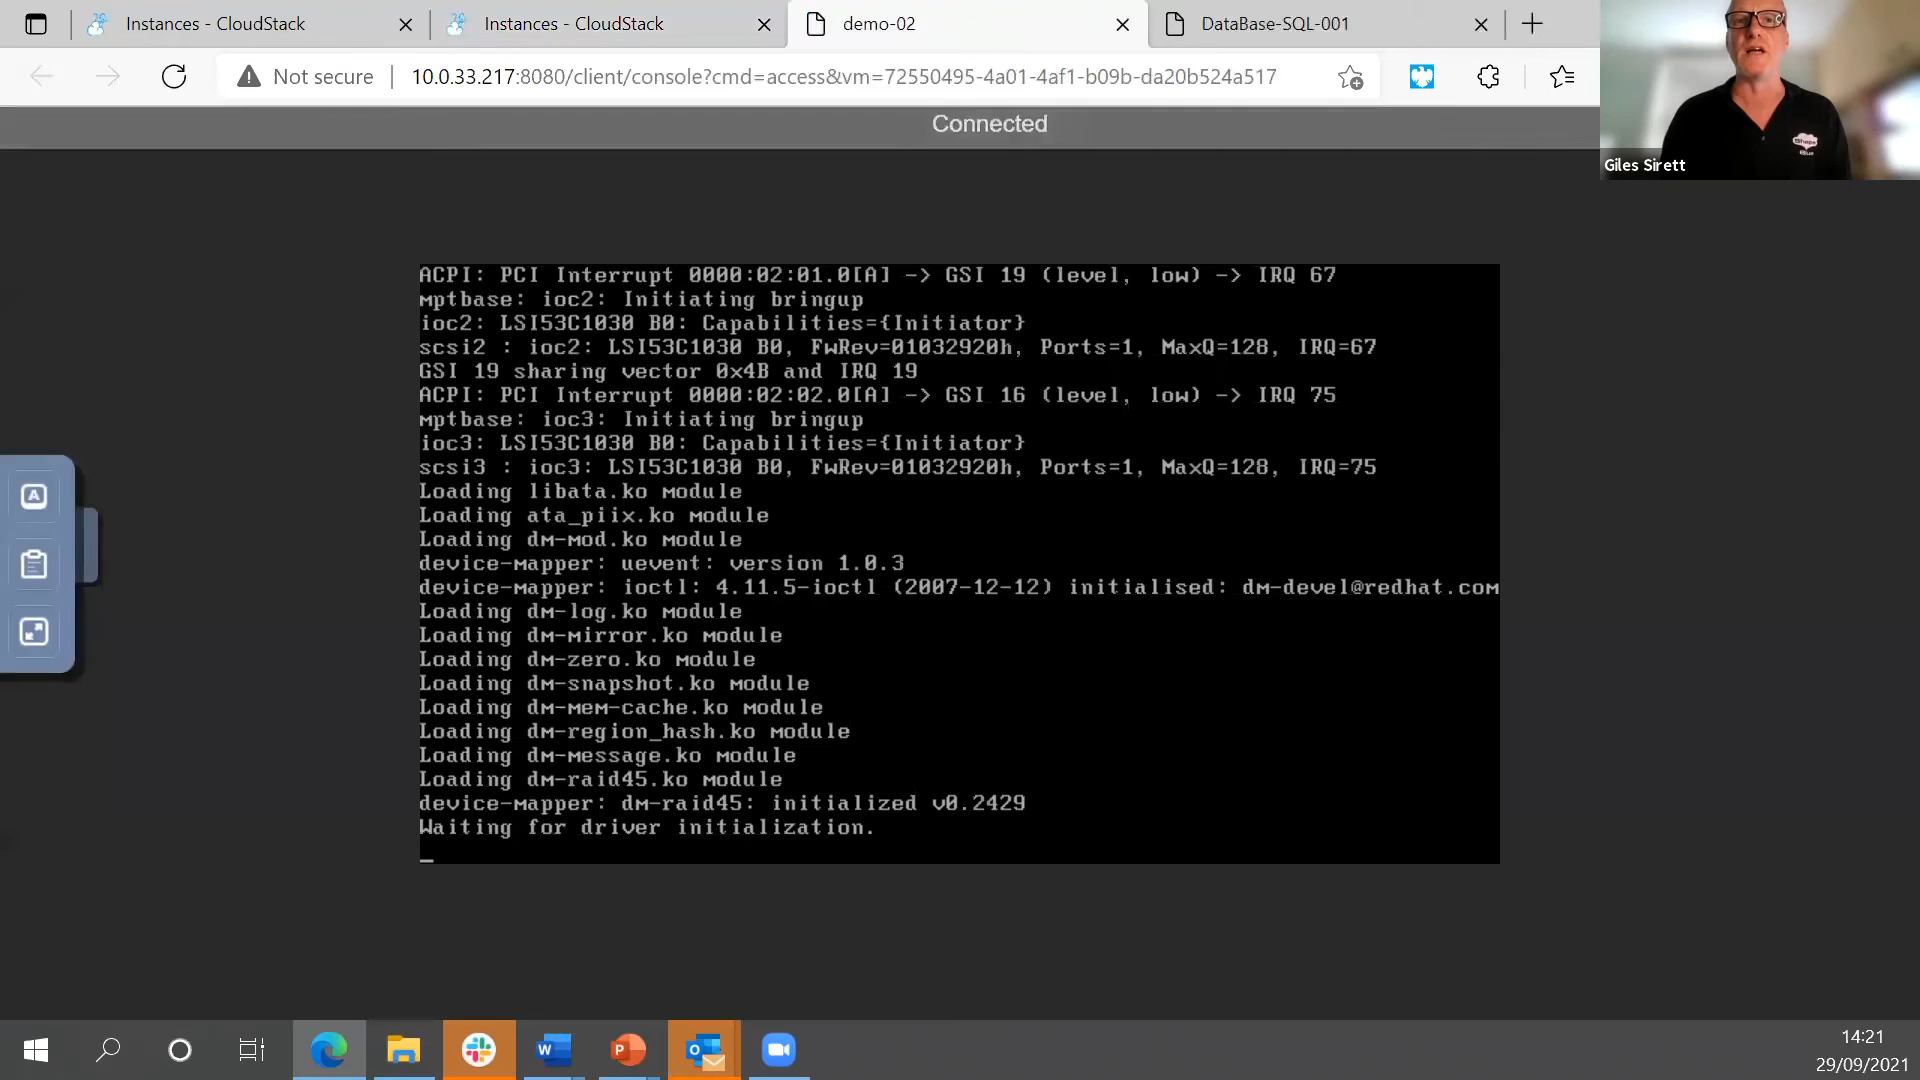 Instances - CloudStack
Instances - CloudStack
demo-02
DataBase-SQL-001
Not secure
10.0.33.217:8080/client/console?cmd=access&vm=72550495-4a01-4af1-b09b-da20b524a517
Connected
Giles Sirett
ACPI: PCI Interrupt 0000:02:01.0[A] -> GSI 19 (level, low) -> IRQ 67
mptbase: ioc2: Initiating bringup
ioc2: LSI53C1030 B0: Capabilities={Initiator}
scsi2 : ioc2: LSI53C1030 B0, FwRev=01032920h, Ports=1, MaxQ=128, IRQ=67
GSI 19 sharing vector 0x4B and IRQ 19
ACPI: PCI Interrupt 0000:02:02.0[A] -> GSI 16 (level, low) -> IRQ 75
mptbase: ioc3: Initiating bringup
ioc3: LSI53C1030 B0: Capabilities={Initiator}
scsi3 : ioc3: LSI53C1030 B0, FwRev=01032920h, Ports=1, MaxQ=128, IRQ=75
Loading libata.ko module
Loading ata_piix.ko module
Loading dm-mod.ko module
device-mapper: uevent: version 1.0.3
device-mapper: ioctl: 4.11.5-ioctl (2007-12-12) initialised: dm-devel@redhat.com
Loading dm-log.ko module
Loading dm-mirror.ko module
Loading dm-zero.ko module
Loading dm-snapshot.ko module
Loading dm-mem-cache.ko module
Loading dm-region_hash.ko module
Loading dm-message.ko module
Loading dm-raid45.ko module
device-mapper: dm-raid45: initialized v0.2429
Waiting for driver initialization.
A
W
P
14:21
29/09/2021